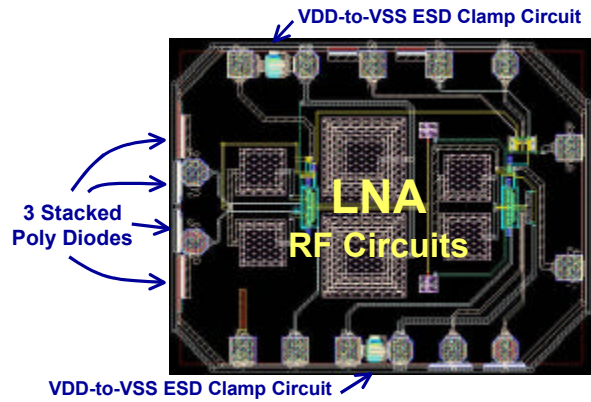 VDD-to-VSS ESD Clamp Circuit
3 Stacked
Poly Diodes
LNA
RF Circuits
VDD-to-VSS ESD Clamp Circuit